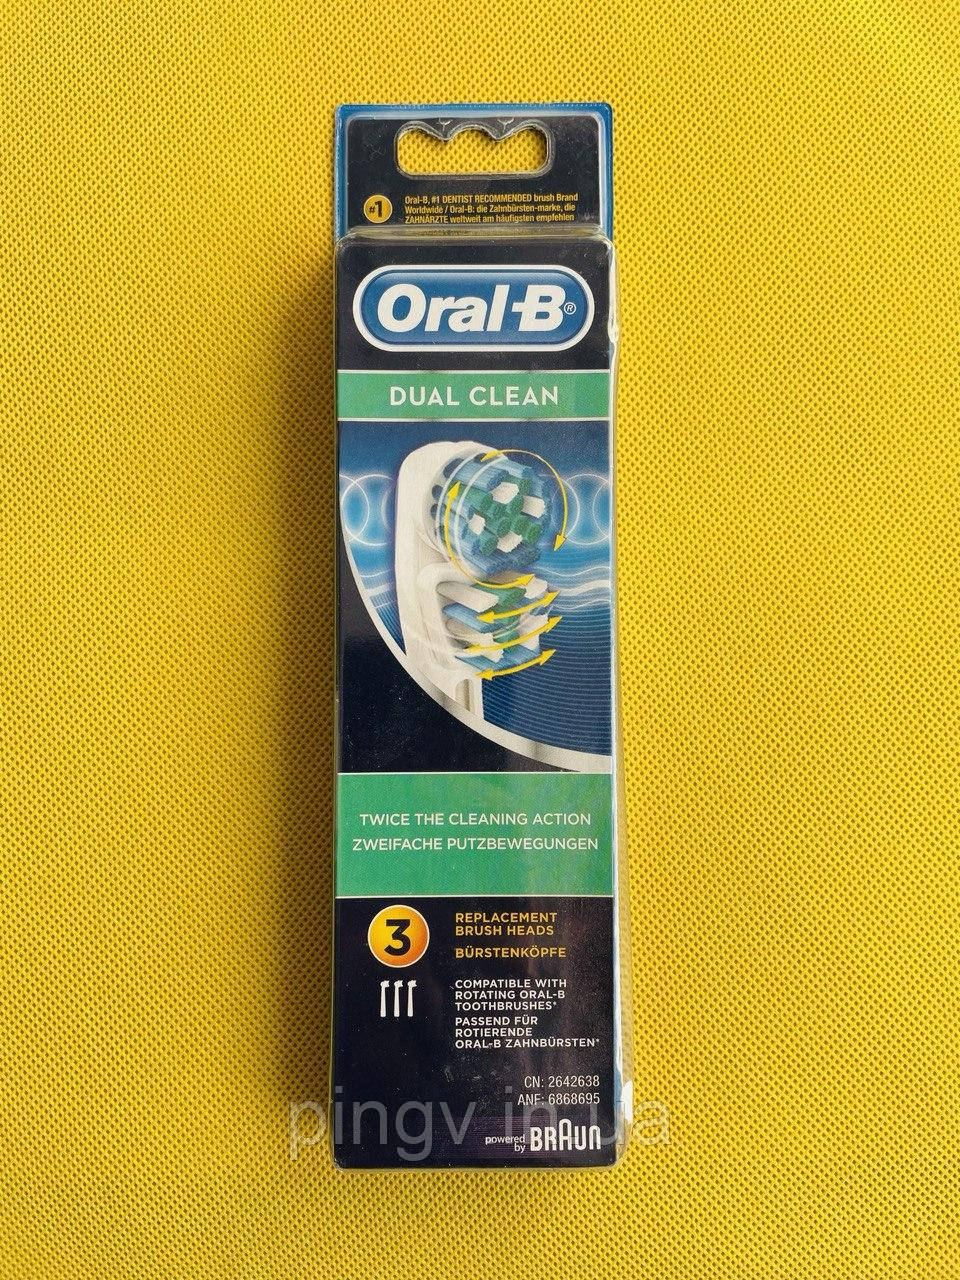 #1
Oral-B, #1 DENTIST RECOMMENDED brush Brand
Worldwide / Oral-B: die Zahnbürsten-marke, die
ZAHNÄRZTE weltweit am häufigsten empfehlen
Oral-B®
DUAL CLEAN
TWICE THE CLEANING ACTION
ZWEIFACHE PUTZBEWEGUNGEN
3
REPLACEMENT
BRUSH HEADS
BÜRSTENKÖPFE
COMPATIBLE WITH
ROTATING ORAL-B
TOOTHBRUSHES*
PASSEND FÜR
ROTIERENDE
ORAL-B ZAHNBÜRSTEN*
CN: 2642638
ANF: 6868695
pingv.in.ua
powered
by
BRAUN